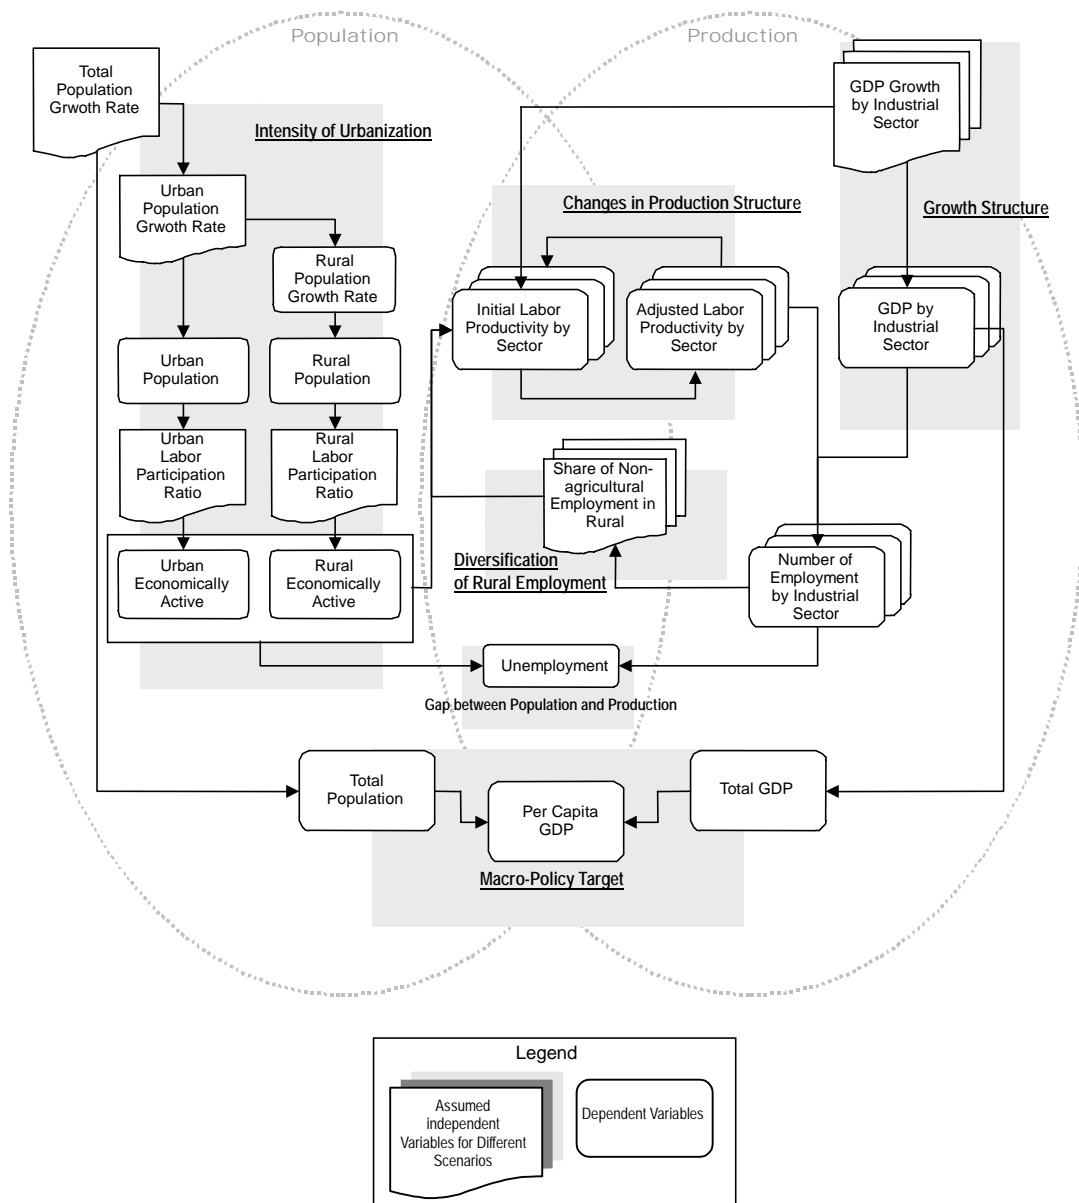 Population
Production
Total
Population
Grwoth Rate
GDP Growth
by Industrial
Sector
Intensity of Urbanization
Urban
Population
Grwoth Rate
Changes in Production Structure
Growth Structure
Rural
Population
Growth Rate
Initial Labor
Productivity by
Sector
Adjusted Labor
Productivity by
Sector
GDP by
Industrial
Sector
Urban
Population
Rural
Population
Urban
Labor
Participation
Ratio
Rural
Labor
Participation
Ratio
Share of Non-
agricultural
Employment in
Rural
Diversification
of Rural Employment
Urban
Economically
Active
Rural
Economically
Active
Number of
Employment
by Industrial
Sector
Unemployment
Gap between Population and Production
Total
Population
Per Capita
GDP
Total GDP
Macro-Policy Target
Legend
Assumed
independent
Variables for Different
Scenarios
Dependent Variables